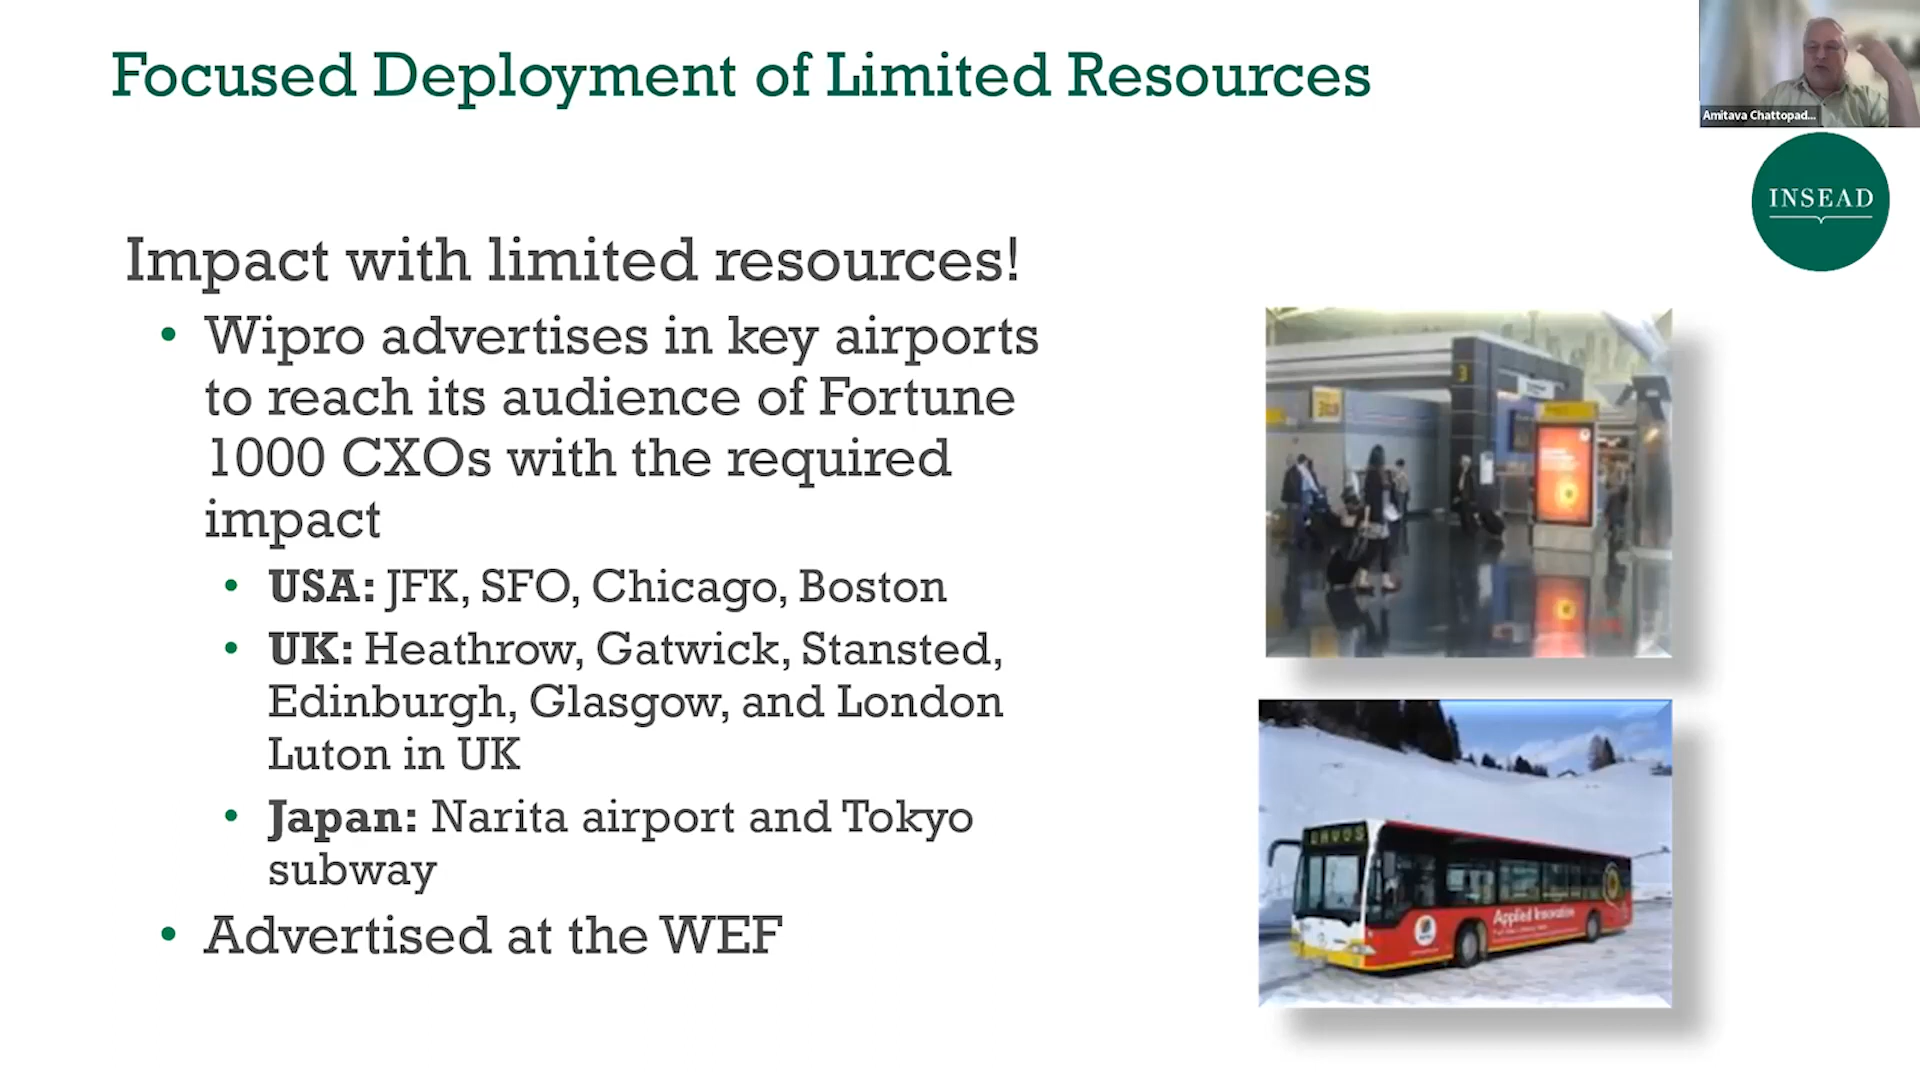 Focused Deployment of Limited Resources
Amitava Chattopad...
INSEAD
Impact with limited resources!
• Wipro advertises in key airports
to reach its audience of Fortune
1000 CXOs with the required
impact
• USA: JFK, SFO, Chicago, Boston
• UK: Heathrow, Gatwick, Stansted,
Edinburgh, Glasgow, and London
Luton in UK
• Japan: Narita airport and Tokyo
subway
• Advertised at the WEF
3
DAVOS
Applied Innovation